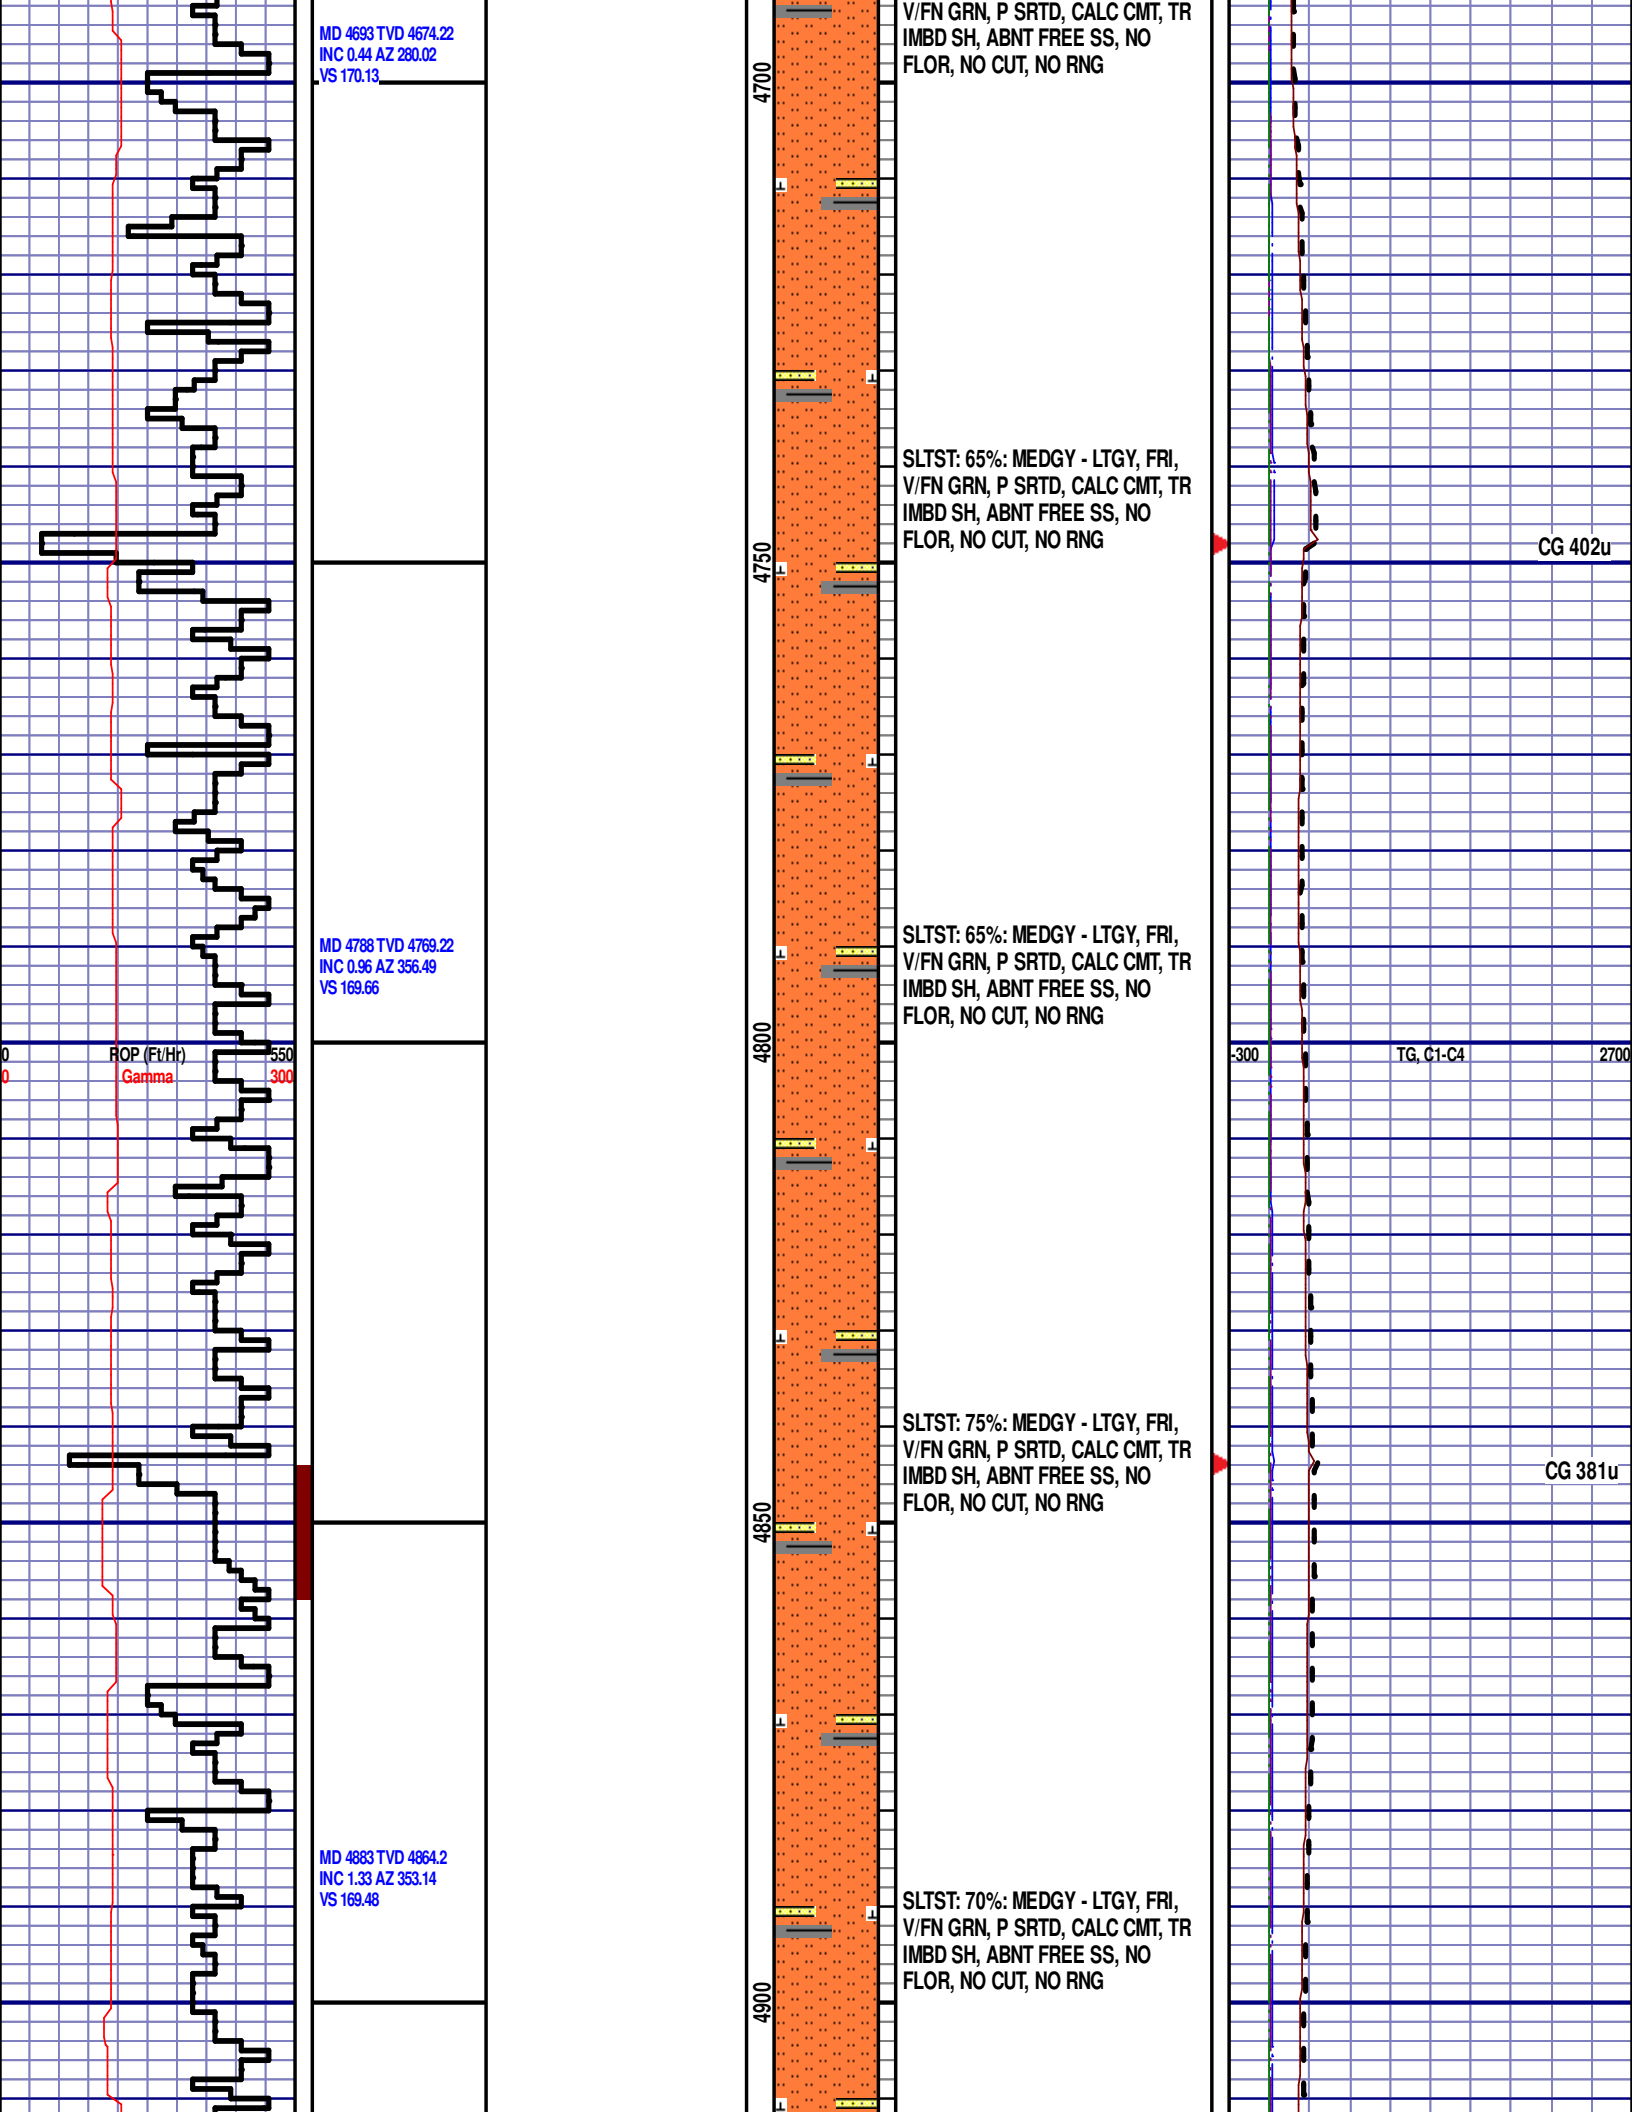 MD 4693 TVD 4674.22
INC 0.44 AZ 280.02
VS 170.13
4700
V/FN GRN, P SRTD, CALC CMT, TR
IMBD SH, ABNT FREE SS, NO
FLOR, NO CUT, NO RNG
SLTST: 65%: MEDGY - LTGY, FRI,
V/FN GRN, P SRTD, CALC CMT, TR
IMBD SH, ABNT FREE SS, NO
FLOR, NO CUT, NO RNG
4750
CG 402u
MD 4788 TVD 4769.22
INC 0.96 AZ 356.49
VS 169.66
SLTST: 65%: MEDGY - LTGY, FRI,
V/FN GRN, P SRTD, CALC CMT, TR
IMBD SH, ABNT FREE SS, NO
FLOR, NO CUT, NO RNG
4800
0 ROP (Ft/Hr) 550
0 Gamma 300
-300 TG, C1-C4 2700
SLTST: 75%: MEDGY - LTGY, FRI,
V/FN GRN, P SRTD, CALC CMT, TR
IMBD SH, ABNT FREE SS, NO
FLOR, NO CUT, NO RNG
CG 381u
4850
MD 4883 TVD 4864.2
INC 1.33 AZ 353.14
VS 169.48
SLTST: 70%: MEDGY - LTGY, FRI,
V/FN GRN, P SRTD, CALC CMT, TR
IMBD SH, ABNT FREE SS, NO
FLOR, NO CUT, NO RNG
4900